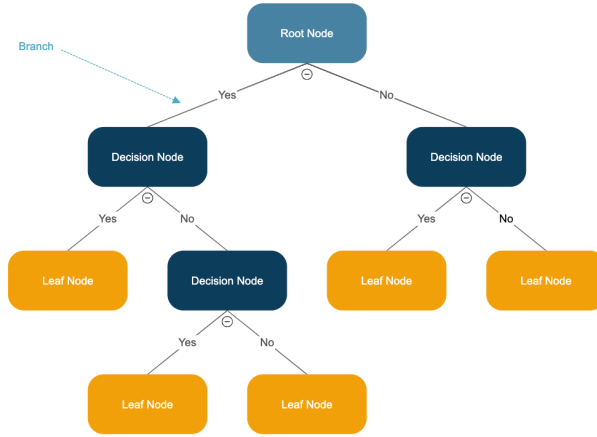 Root Node
Branch
Yes
No
Decision Node
Decision Node
Yes
No
Yes
No
Leaf Node
Decision Node
Leaf Node
Leaf Node
Yes
No
Leaf Node
Leaf Node